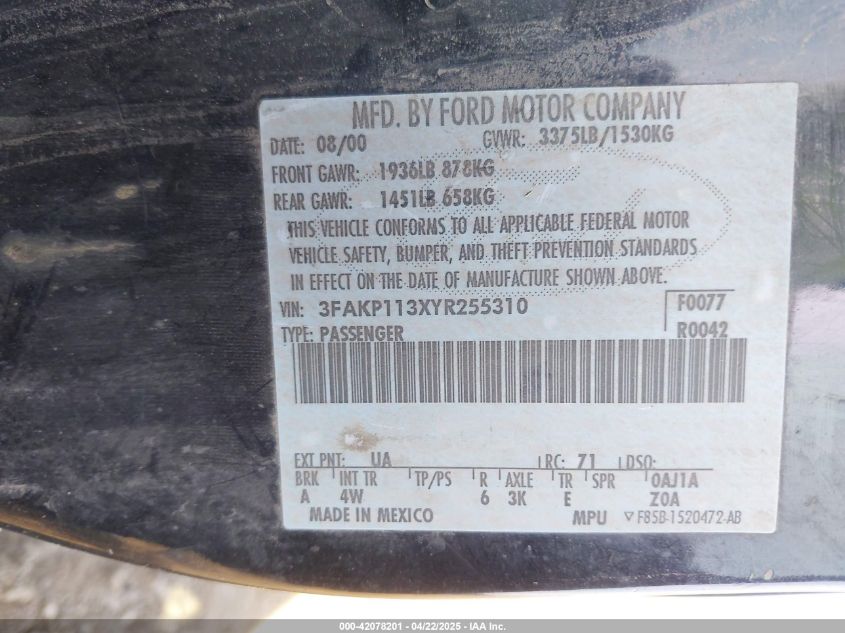 MFD. BY FORD MOTOR COMPANY
DATE: 08/00 GVWR: 3375LB/1530KG
FRONT GAWR: 1936LB 878KG
REAR GAWR: 1451LB 658KG
THIS VEHICLE CONFORMS TO ALL APPLICABLE FEDERAL MOTOR
VEHICLE SAFETY, BUMPER, AND THEFT PREVENTION STANDARDS
IN EFFECT ON THE DATE OF MANUFACTURE SHOWN ABOVE.
VIN: 3FAKP113XYR255310 F0077
TYPE: PASSENGER R0042
EXT PNT: UA RC: 71 DSO:
BRK INT TR TP/PS R AXLE TR SPR 0AJ1A
A 4W 6 3K E Z0A
MADE IN MEXICO MPU F85B-1520472-AB
000-42078201 - 04/22/2025 - IAA Inc.